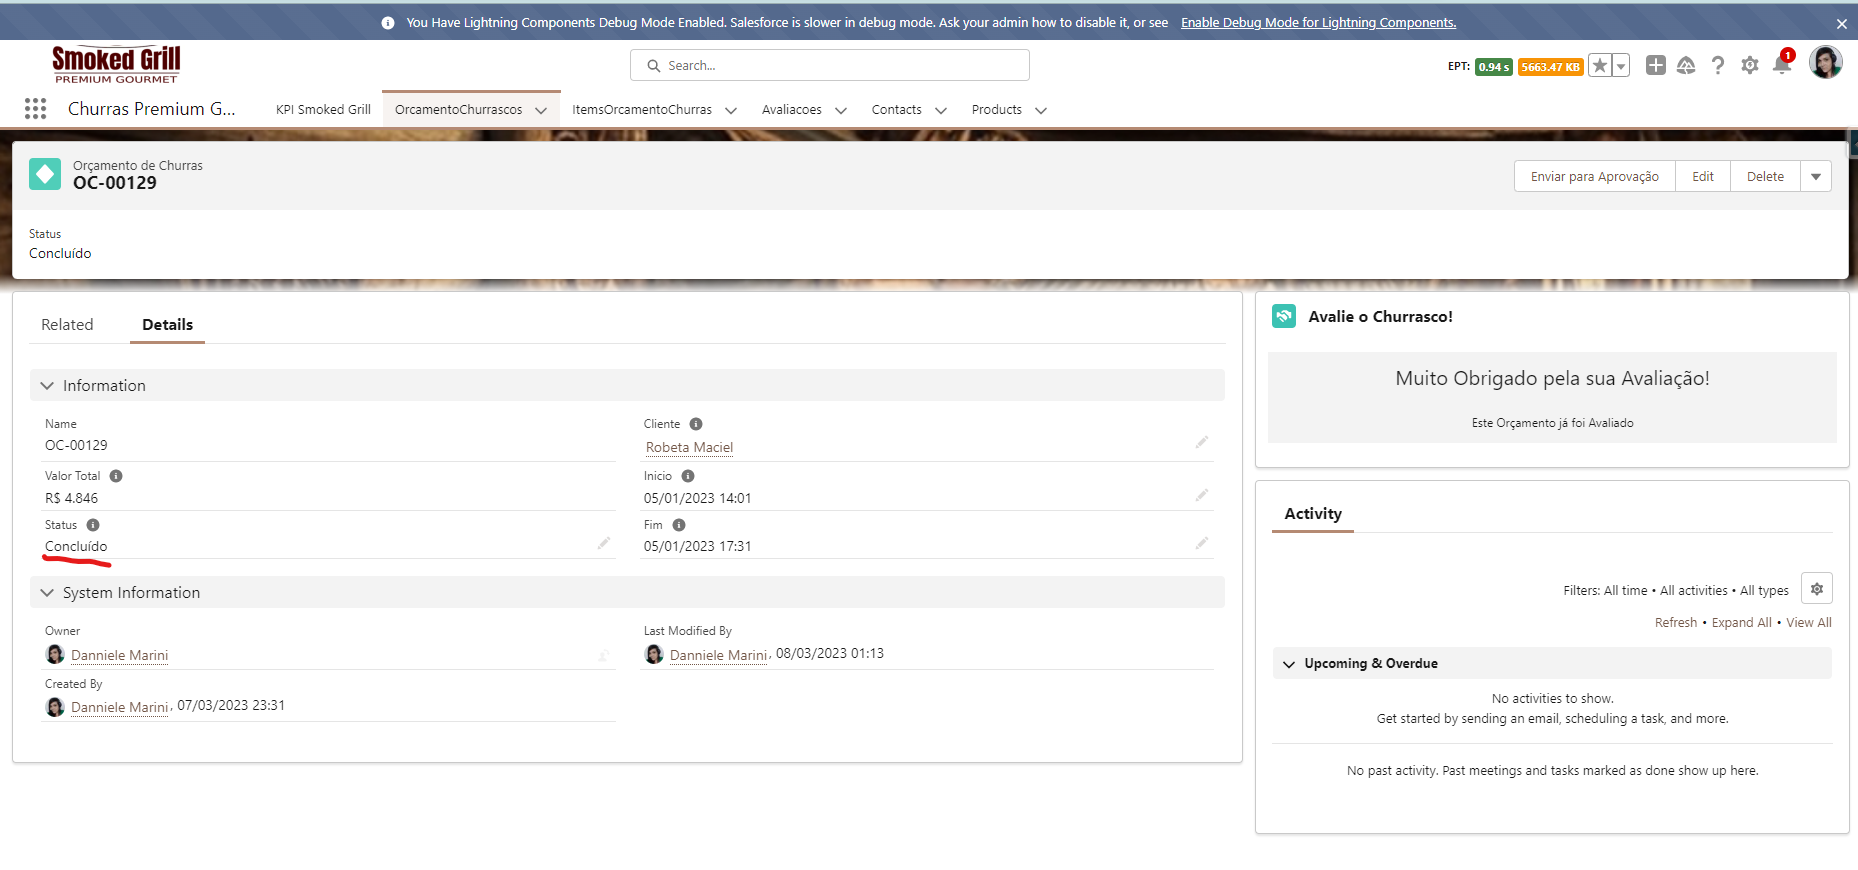 You Have Lightning Components Debug Mode Enabled. Salesforce is slower in debug mode. Ask your admin how to disable it, or see Enable Debug Mode for Lightning Components.
Smoked Grill
PREMIUM GOURMET
Search...
EPT: 0.94 s 5663.47 KB
1
Churras Premium G...
KPI Smoked Grill
OrcamentoChurrascos
ItemsOrcamentoChurras
Avaliacoes
Contacts
Products
Orçamento de Churras
OC-00129
Enviar para Aprovação
Edit
Delete
Status
Concluído
Related
Details
Information
Name
OC-00129
Cliente
Robeta Maciel
Valor Total
R$ 4.846
Inicio
05/01/2023 14:01
Status
Concluído
Fim
05/01/2023 17:31
System Information
Owner
Danniele Marini
Last Modified By
Danniele Marini, 08/03/2023 01:13
Created By
Danniele Marini, 07/03/2023 23:31
Avalie o Churrasco!
Muito Obrigado pela sua Avaliação!
Este Orçamento já foi Avaliado
Activity
Filters: All time • All activities • All types
Refresh • Expand All • View All
Upcoming & Overdue
No activities to show.
Get started by sending an email, scheduling a task, and more.
No past activity. Past meetings and tasks marked as done show up here.